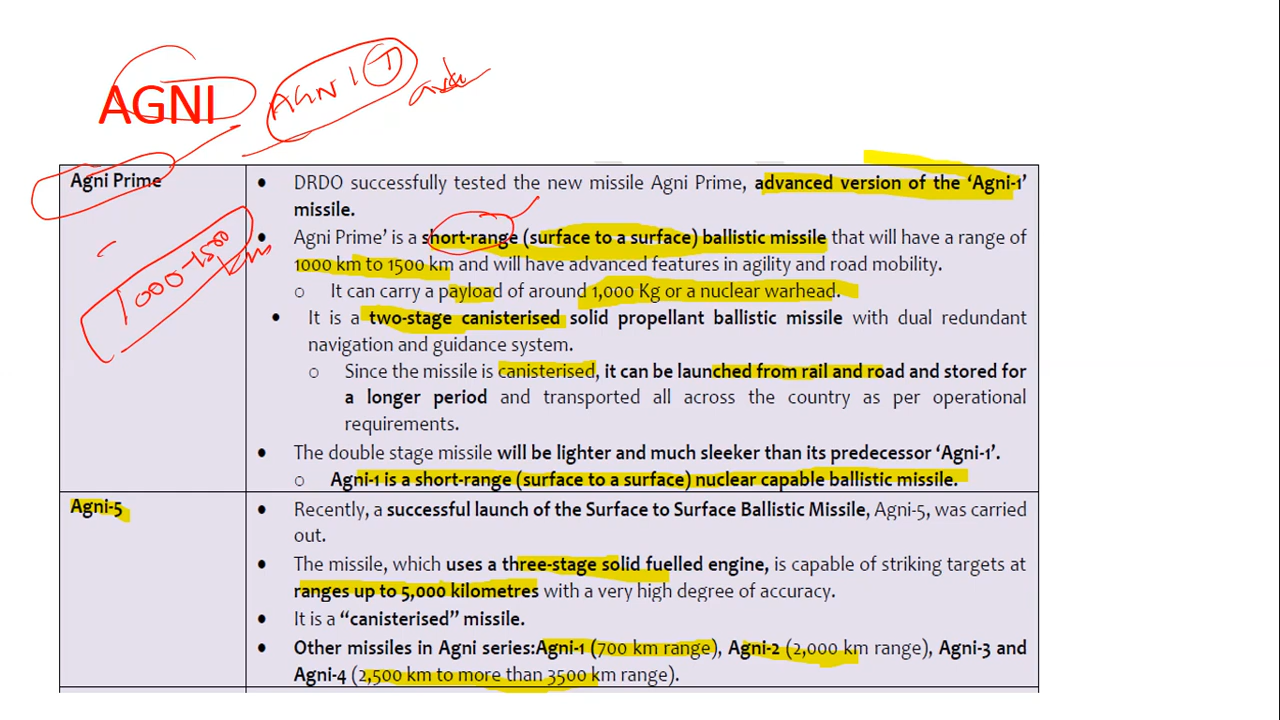 AGNI
AGNI
Agni Prime
1000-1500
km
• DRDO successfully tested the new missile Agni Prime, advanced version of the ‘Agni-1’
missile.
• Agni Prime’ is a short-range (surface to a surface) ballistic missile that will have a range of
1000 km to 1500 km and will have advanced features in agility and road mobility.
○ It can carry a payload of around 1,000 Kg or a nuclear warhead.
• It is a two-stage canisterised solid propellant ballistic missile with dual redundant
navigation and guidance system.
○ Since the missile is canisterised, it can be launched from rail and road and stored for
a longer period and transported all across the country as per operational
requirements.
• The double stage missile will be lighter and much sleeker than its predecessor ‘Agni-1’.
○ Agni-1 is a short-range (surface to a surface) nuclear capable ballistic missile.
Agni-5
• Recently, a successful launch of the Surface to Surface Ballistic Missile, Agni-5, was carried
out.
• The missile, which uses a three-stage solid fuelled engine, is capable of striking targets at
ranges up to 5,000 kilometres with a very high degree of accuracy.
• It is a “canisterised” missile.
• Other missiles in Agni series:Agni-1 (700 km range), Agni-2 (2,000 km range), Agni-3 and
Agni-4 (2,500 km to more than 3500 km range).